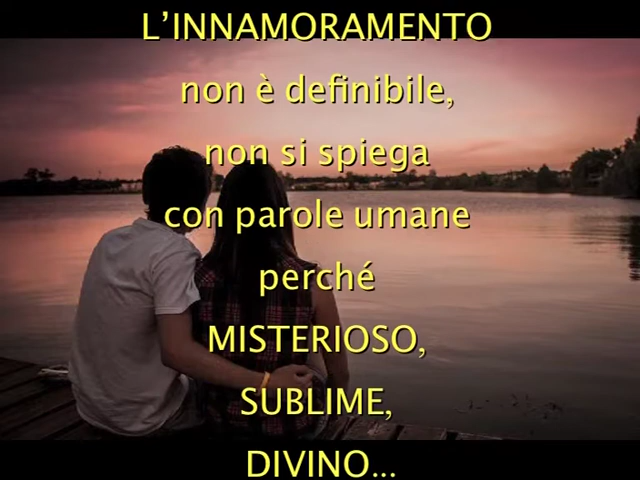 L’INNAMORAMENTO
non è definibile,
non si spiega
con parole umane
perché
MISTERIOSO,
SUBLIME,
DIVINO...